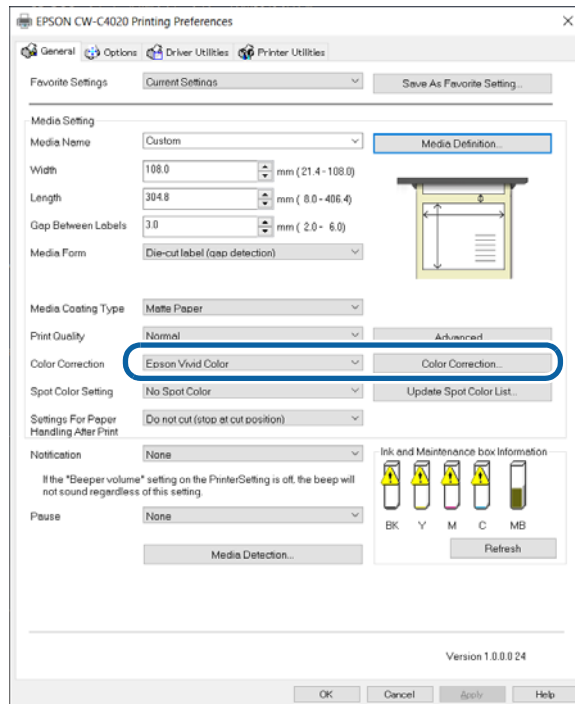 EPSON CW-C4020 Printing Preferences
General Options Driver Utilities Printer Utilities
Favorite Settings Current Settings Save As Favorite Setting...
Media Setting
Media Name Custom Media Definition...
Width 108.0 mm ( 21.4 - 108.0)
Length 304.8 mm ( 8.0 - 406.4)
Gap Between Labels 3.0 mm ( 2.0 - 6.0)
Media Form Die-cut label (gap detection)
Media Coating Type Matte Paper
Print Quality Normal Advanced
Color Correction Epson Vivid Color Color Correction...
Spot Color Setting No Spot Color Update Spot Color List...
Settings For Paper
Handling After Print
Do not cut (stop at cut position)
Notification None
If the "Beeper volume" setting on the PrinterSetting is off, the beep will
not sound regardless of this setting.
Pause None
Media Detection...
Ink and Maintenance box Information
BK Y M C MB
Refresh
Version 1.0.0.0 24
OK Cancel Apply Help